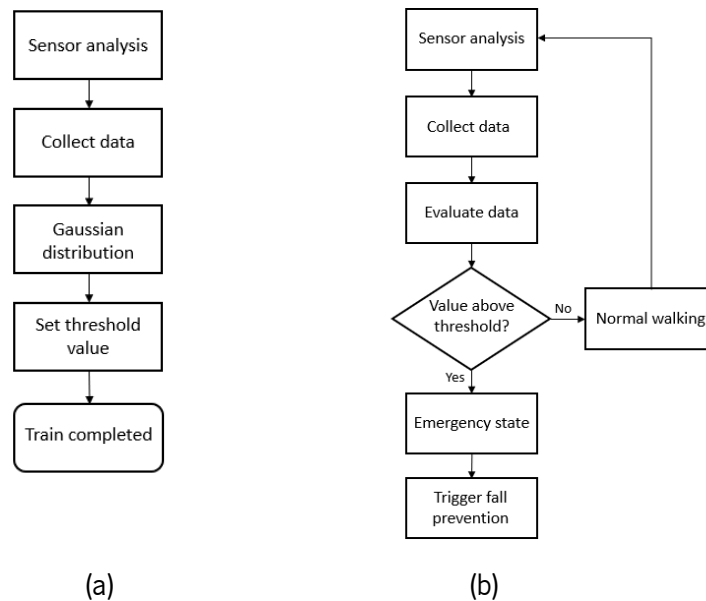 Sensor analysis
Collect data
Gaussian
distribution
Set threshold
value
Train completed
(a)
Sensor analysis
Collect data
Evaluate data
Value above
threshold?
No
Normal walking
Yes
Emergency state
Trigger fall
prevention
(b)